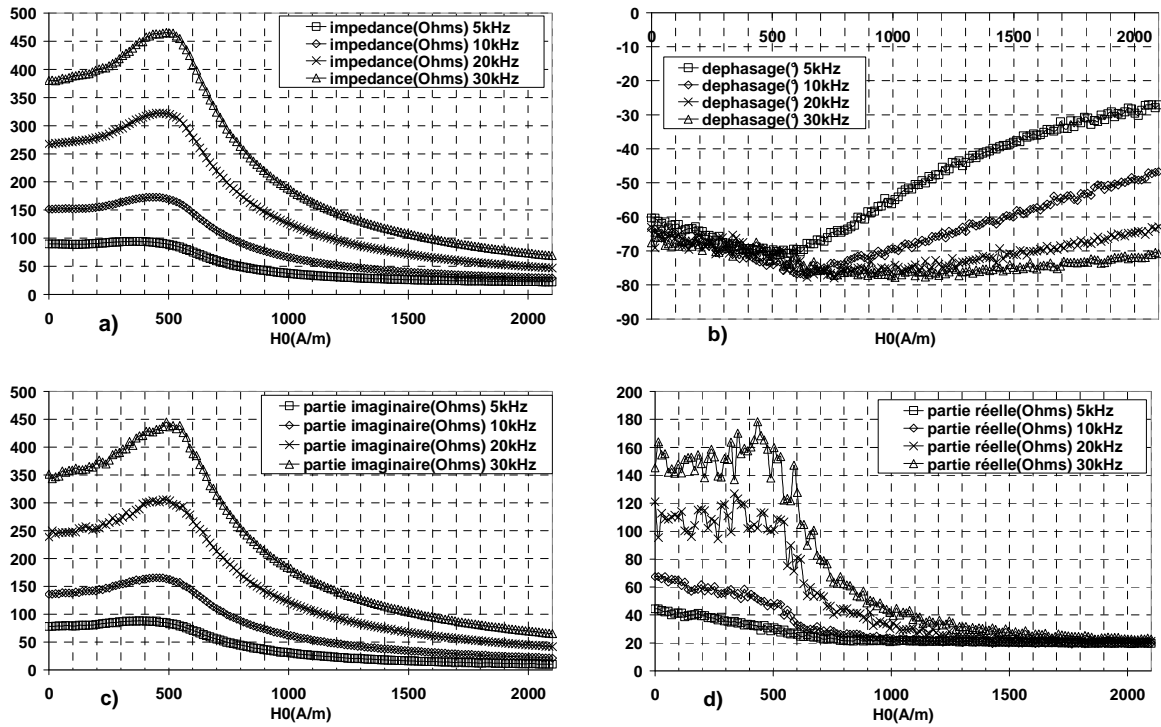 500
450
400
350
300
250
200
150
100
50
0
impedance(Ohms) 5kHz
impedance(Ohms) 10kHz
impedance(Ohms) 20kHz
impedance(Ohms) 30kHz
0 500 1000 1500 2000
a)
H0(A/m)
0
-10
-20
-30
-40
-50
-60
-70
-80
-90
0 500 1000 1500 2000
dephasage(°) 5kHz
dephasage(°) 10kHz
dephasage(°) 20kHz
dephasage(°) 30kHz
H0(A/m)
b)
500
450
400
350
300
250
200
150
100
50
0
partie imaginaire(Ohms) 5kHz
partie imaginaire(Ohms) 10kHz
partie imaginaire(Ohms) 20kHz
partie imaginaire(Ohms) 30kHz
0 500 1000 1500 2000
c)
H0(A/m)
200
180
160
140
120
100
80
60
40
20
0
partie réelle(Ohms) 5kHz
partie réelle(Ohms) 10kHz
partie réelle(Ohms) 20kHz
partie réelle(Ohms) 30kHz
0 500 1000 1500 2000
d)
H0(A/m)